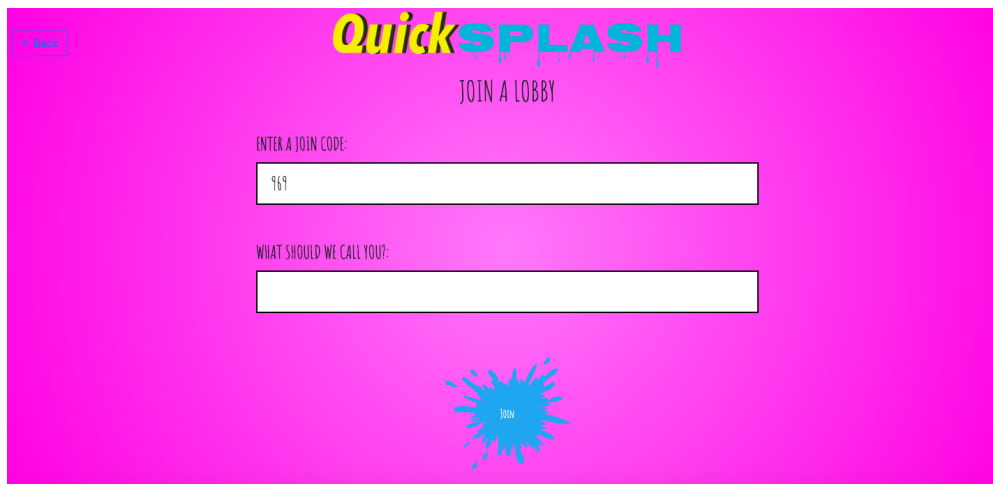 ← Back
Quick SPLASH
JOIN A LOBBY
ENTER A JOIN CODE:
969
WHAT SHOULD WE CALL YOU?:
JOIN